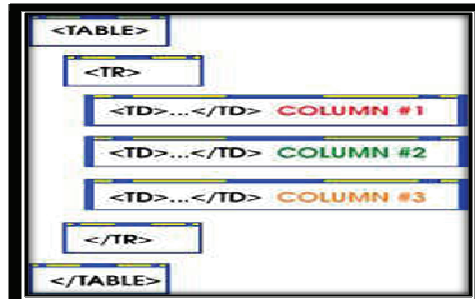 <TABLE>
<TR>
<TD>...</TD> COLUMN #1
<TD>...</TD> COLUMN #2
<TD>...</TD> COLUMN #3
</TR>
</TABLE>